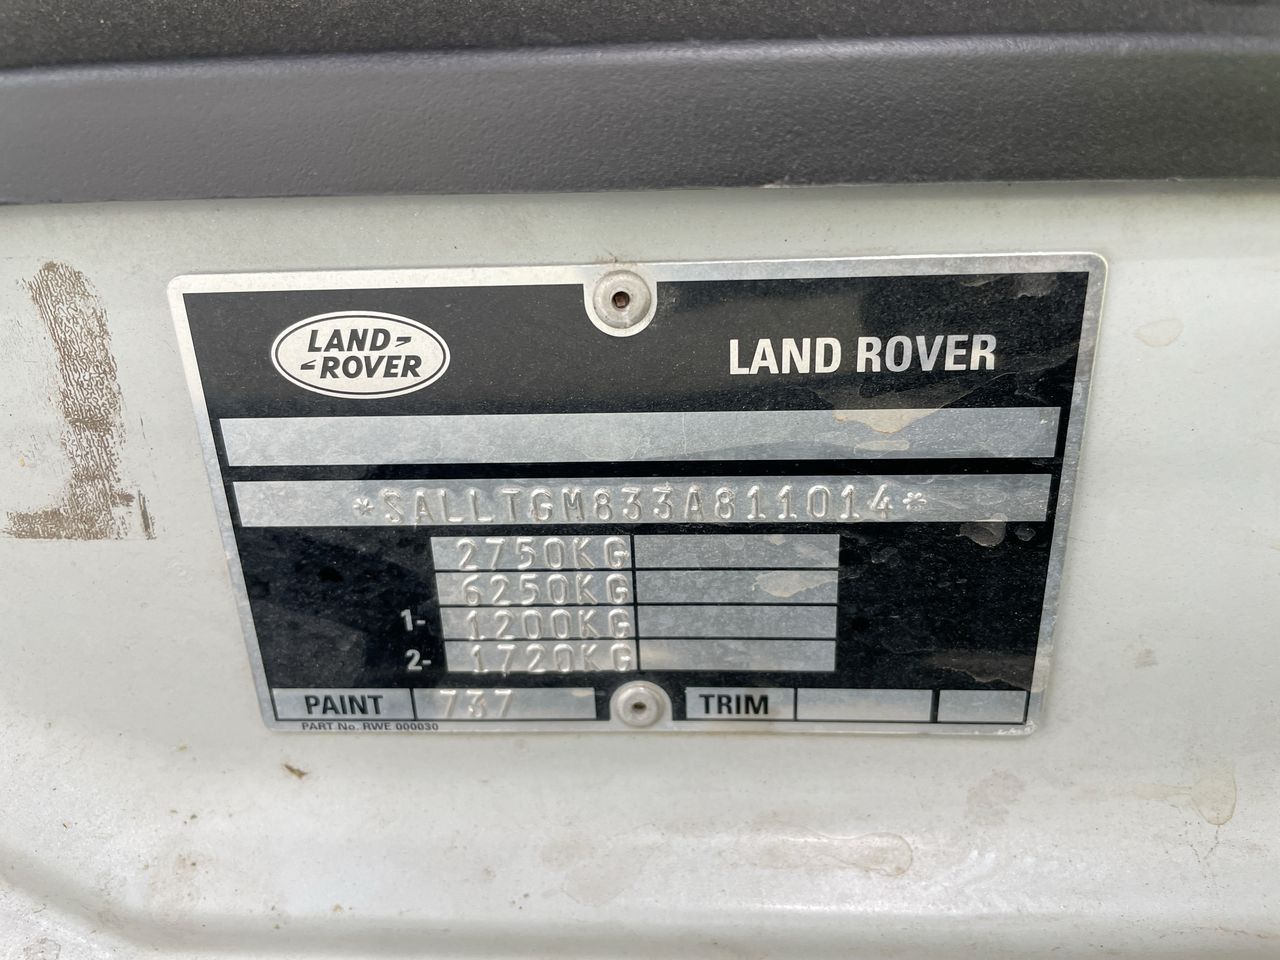 LAND-
-ROVER
LAND ROVER
*SALLTGM833A811014*
2750KG
6250KG
1- 1200KG
2- 1720KG
PAINT 737 TRIM
PART No. RWE 000030